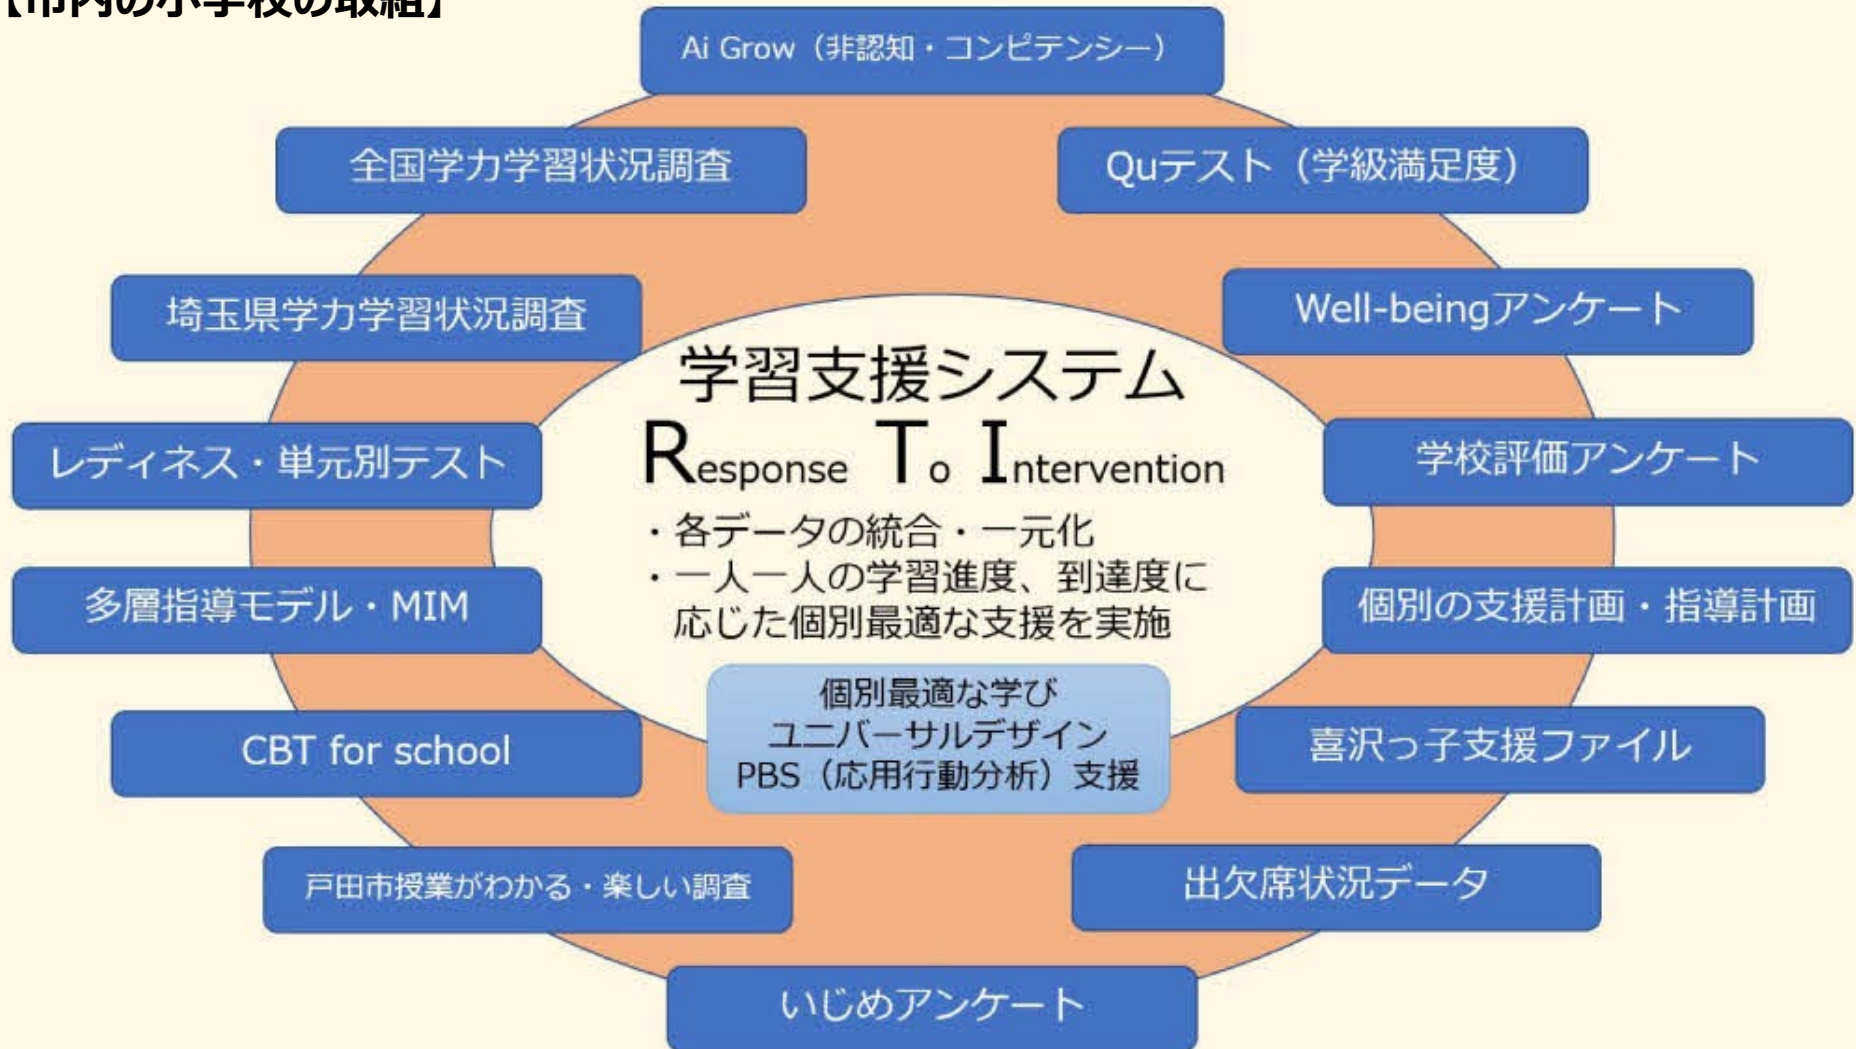 【市内の小学校の取組】
Ai Grow（非認知・コンピテンシー）
全国学力学習状況調査
Quテスト（学級満足度）
埼玉県学力学習状況調査
Well-beingアンケート
学習支援システム
Response To Intervention
・各データの統合・一元化
・一人一人の学習進度、到達度に
応じた個別最適な支援を実施
レディネス・単元別テスト
学校評価アンケート
多層指導モデル・MIM
個別の支援計画・指導計画
個別最適な学び
ユニバーサルデザイン
PBS（応用行動分析）支援
CBT for school
喜沢っ子支援ファイル
戸田市授業がわかる・楽しい調査
出欠席状況データ
いじめアンケート